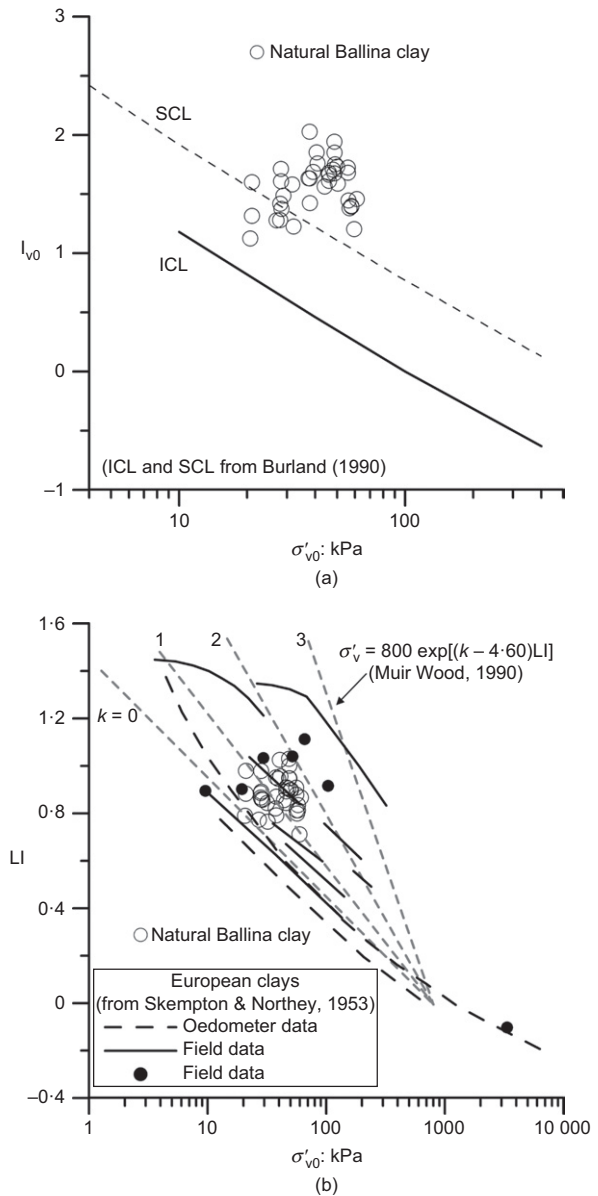 3
Natural Ballina clay
SCL
2
I_v0
1
ICL
0
(ICL and SCL from Burland (1990)
–1
10
100
σ′_v0: kPa
(a)
1·6
1
2
3
σ′_v = 800 exp[(k – 4·60)LI]
(Muir Wood, 1990)
k = 0
1·2
0·8
LI
0·4
Natural Ballina clay
European clays
(from Skempton & Northey, 1953)
0
Oedometer data
Field data
Field data
–0·4
1
10
100
1000
10 000
σ′_v0: kPa
(b)